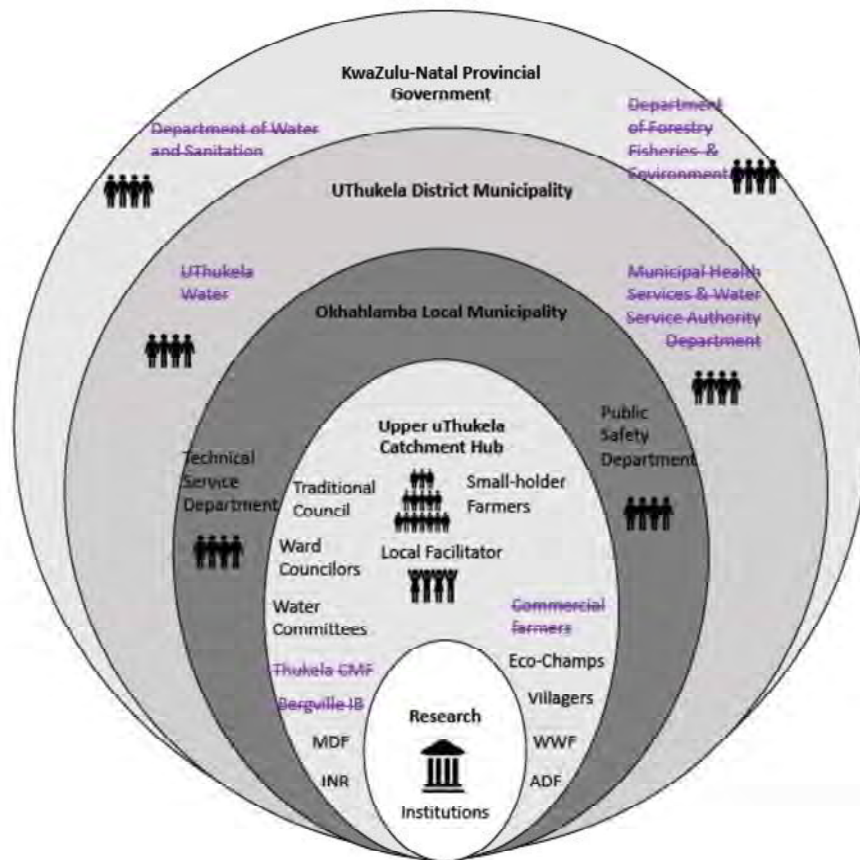 KwaZulu-Natal Provincial
Government
Department of Water
and Sanitation
Department
of Forestry
Fisheries &
Environment
UThukela District Municipality
UThukela
Water
Municipal Health
Services & Water
Service Authority
Department
Okhahlamba Local Municipality
Technical
Service
Department
Public
Safety
Department
Upper uThukela
Catchment Hub
Traditional
Council
Small-holder
Farmers
Ward
Councilors
Local Facilitator
Water
Committees
Commercial
farmers
Thukela CMF
Eco-Champs
Bergville IB
Villagers
Research
MDF
WWF
INR
ADF
Institutions